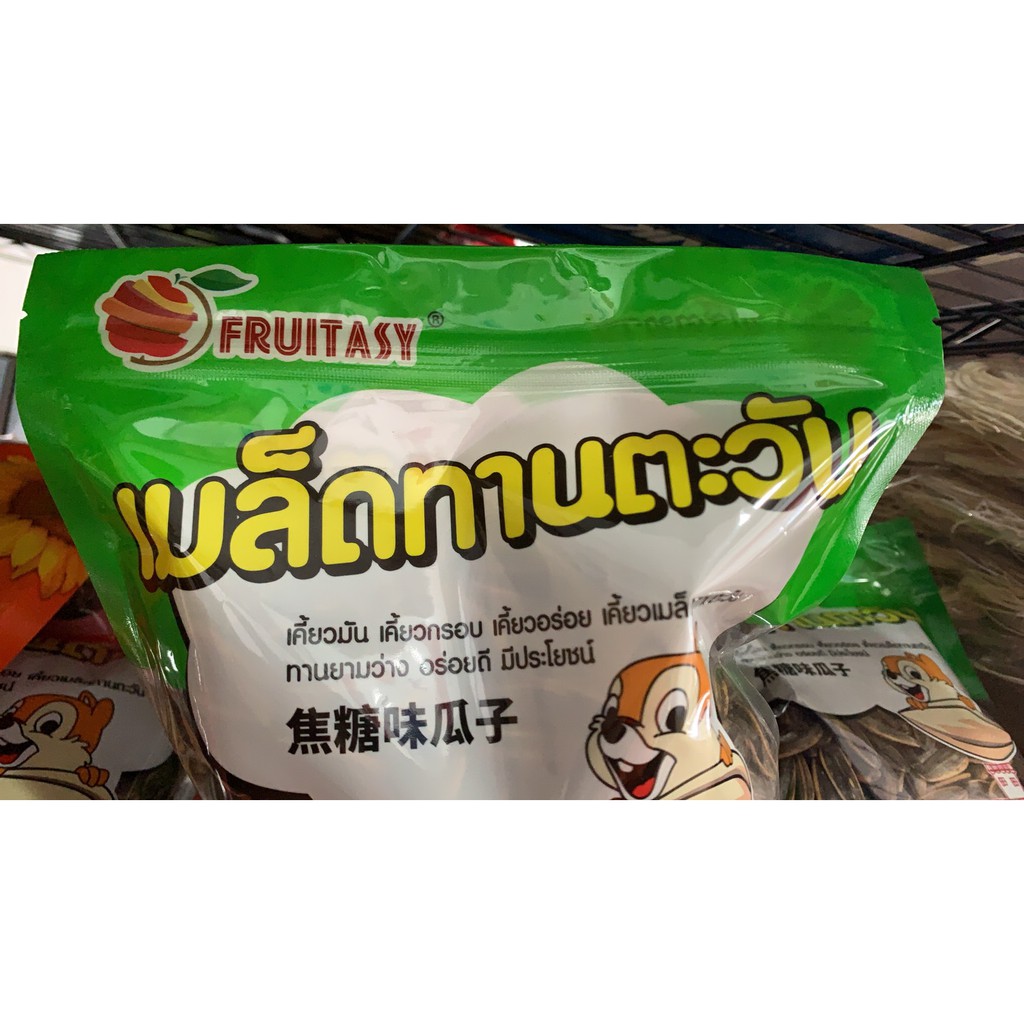 FRUITASY®
เมล็ดทานตะวัน
เคี้ยวมัน เคี้ยวกรอบ เคี้ยวอร่อย เคี้ยวเมล็
ทานยามว่าง อร่อยดี มีประโยชน์
焦糖味瓜子
焦糖味瓜子